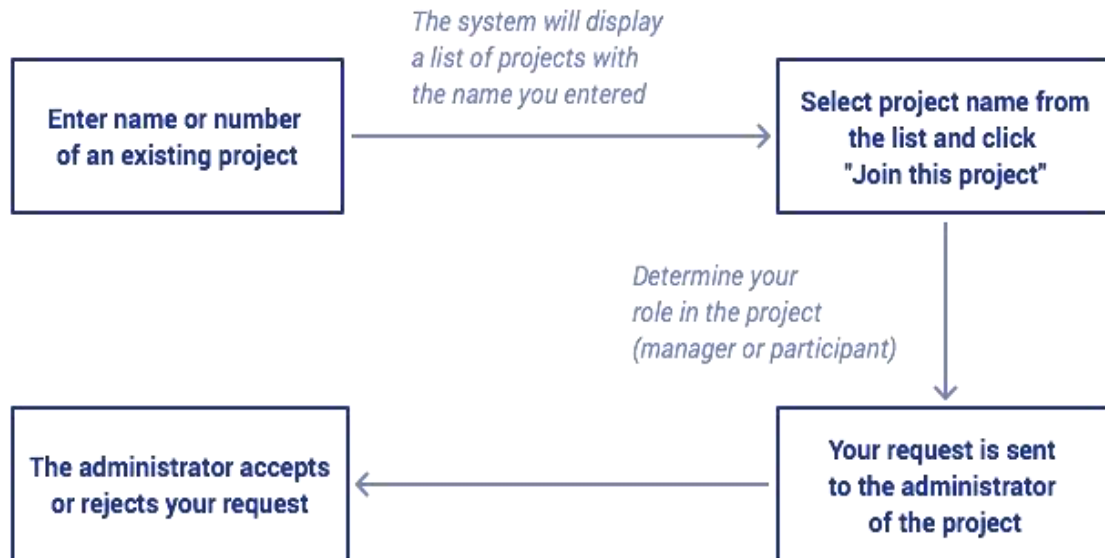 The system will display
a list of projects with
the name you entered
Enter name or number
of an existing project
Select project name from
the list and click
"Join this project"
Determine your
role in the project
(manager or participant)
Your request is sent
to the administrator
of the project
The administrator accepts
or rejects your request